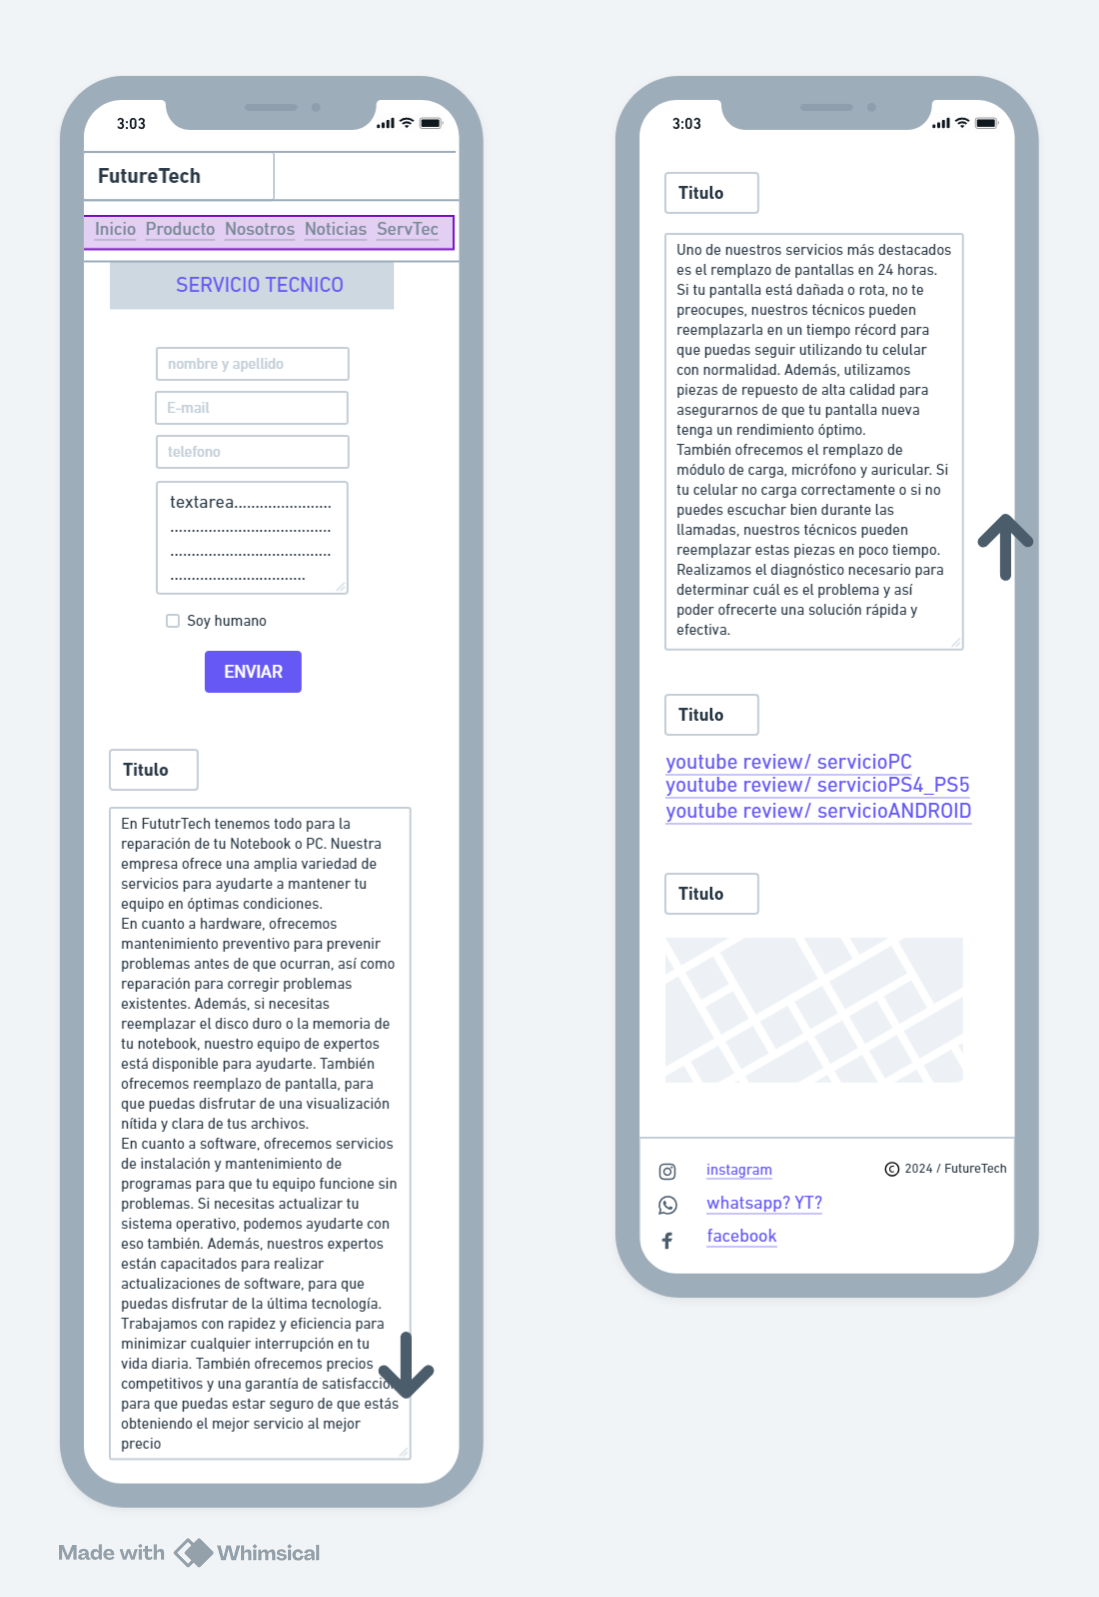 3:03
FutureTech
Inicio Producto Nosotros Noticias ServTec
SERVICIO TECNICO
nombre y apellido
E-mail
telefono
textarea.......................
......................................
......................................
................................
Soy humano
ENVIAR
Titulo
En FututrTech tenemos todo para la
reparación de tu Notebook o PC. Nuestra
empresa ofrece una amplia variedad de
servicios para ayudarte a mantener tu
equipo en óptimas condiciones.
En cuanto a hardware, ofrecemos
mantenimiento preventivo para prevenir
problemas antes de que ocurran, así como
reparación para corregir problemas
existentes. Además, si necesitas
reemplazar el disco duro o la memoria de
tu notebook, nuestro equipo de expertos
está disponible para ayudarte. También
ofrecemos reemplazo de pantalla, para
que puedas disfrutar de una visualización
nítida y clara de tus archivos.
En cuanto a software, ofrecemos servicios
de instalación y mantenimiento de
programas para que tu equipo funcione sin
problemas. Si necesitas actualizar tu
sistema operativo, podemos ayudarte con
eso también. Además, nuestros expertos
están capacitados para realizar
actualizaciones de software, para que
puedas disfrutar de la última tecnología.
Trabajamos con rapidez y eficiencia para
minimizar cualquier interrupción en tu
vida diaria. También ofrecemos precios
competitivos y una garantía de satisfacción
para que puedas estar seguro de que estás
obteniendo el mejor servicio al mejor
precio
3:03
Titulo
Uno de nuestros servicios más destacados
es el remplazo de pantallas en 24 horas.
Si tu pantalla está dañada o rota, no te
preocupes, nuestros técnicos pueden
reemplazarla en un tiempo récord para
que puedas seguir utilizando tu celular
con normalidad. Además, utilizamos
piezas de repuesto de alta calidad para
asegurarnos de que tu pantalla nueva
tenga un rendimiento óptimo.
También ofrecemos el remplazo de
módulo de carga, micrófono y auricular. Si
tu celular no carga correctamente o si no
puedes escuchar bien durante las
llamadas, nuestros técnicos pueden
reemplazar estas piezas en poco tiempo.
Realizamos el diagnóstico necesario para
determinar cuál es el problema y así
poder ofrecerte una solución rápida y
efectiva.
Titulo
youtube review/ servicioPC
youtube review/ servicioPS4_PS5
youtube review/ servicioANDROID
Titulo
instagram
© 2024 / FutureTech
whatsapp? YT?
facebook
Made with Whimsical